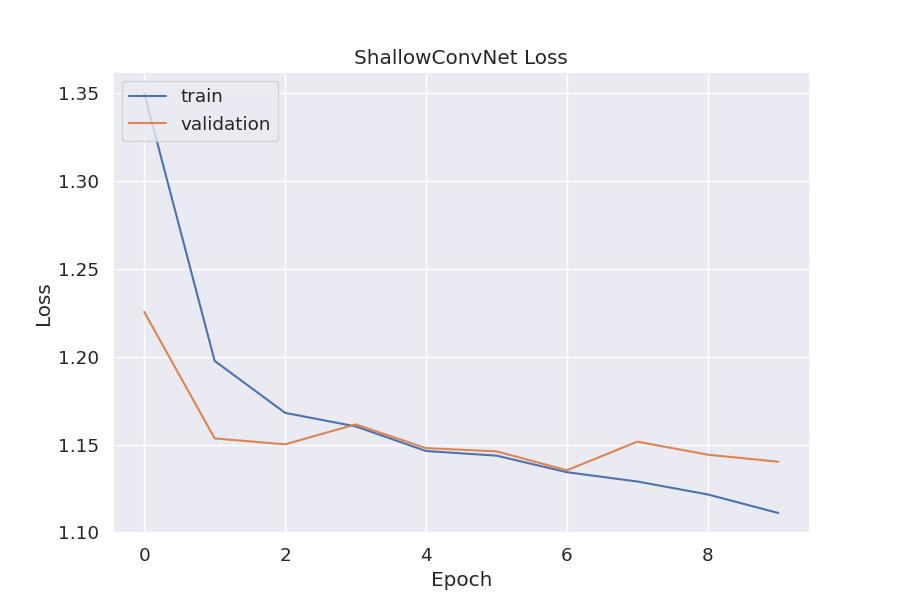 ShallowConvNet Loss
train
validation
1.35
1.30
1.25
1.20
1.15
1.10
Loss
0 2 4 6 8
Epoch